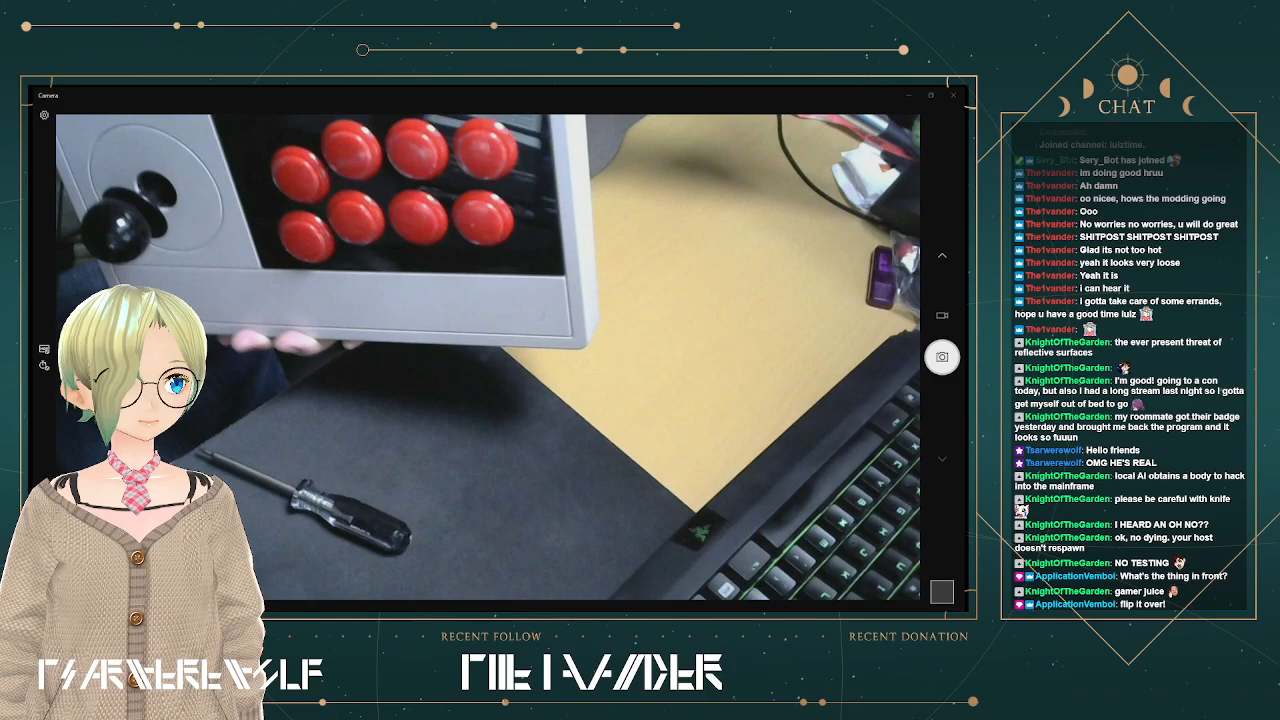 Camera
CHAT
Joined channel: luiztime.
Sery_Bot: Sery_Bot has joined
The1vander: im doing good hruu
The1vander: Ah damn
The1vander: oo nicee, hows the modding going
The1vander: Ooo
The1vander: No worries no worries, u will do great
The1vander: SHITPOST SHITPOST SHITPOST
The1vander: Glad its not too hot
The1vander: yeah it looks very loose
The1vander: Yeah it is
The1vander: i can hear it
The1vander: I gotta take care of some errands,
hope u have a good time luiz
The1vander:
KnightOfTheGarden: the ever present threat of
reflective surfaces
KnightOfTheGarden:
KnightOfTheGarden: I'm good! going to a con
today, but also I had a long stream last night so I gotta
get myself out of bed to go
KnightOfTheGarden: my roommate got their badge
yesterday and brought me back the program and it
looks so fuuun
Tsarwerewolf: Hello friends
Tsarwerewolf: OMG HE'S REAL
KnightOfTheGarden: local AI obtains a body to hack
into the mainframe
KnightOfTheGarden: please be careful with knife
KnightOfTheGarden: I HEARD AN OH NO??
KnightOfTheGarden: ok, no dying. your host
doesn't respawn
KnightOfTheGarden: NO TESTING
ApplicationVemboi: What's the thing in front?
KnightOfTheGarden: gamer juice
ApplicationVemboi: flip it over!
RECENT FOLLOW
RECENT DONATION
TSARWEREWOLF
THE1VANDER